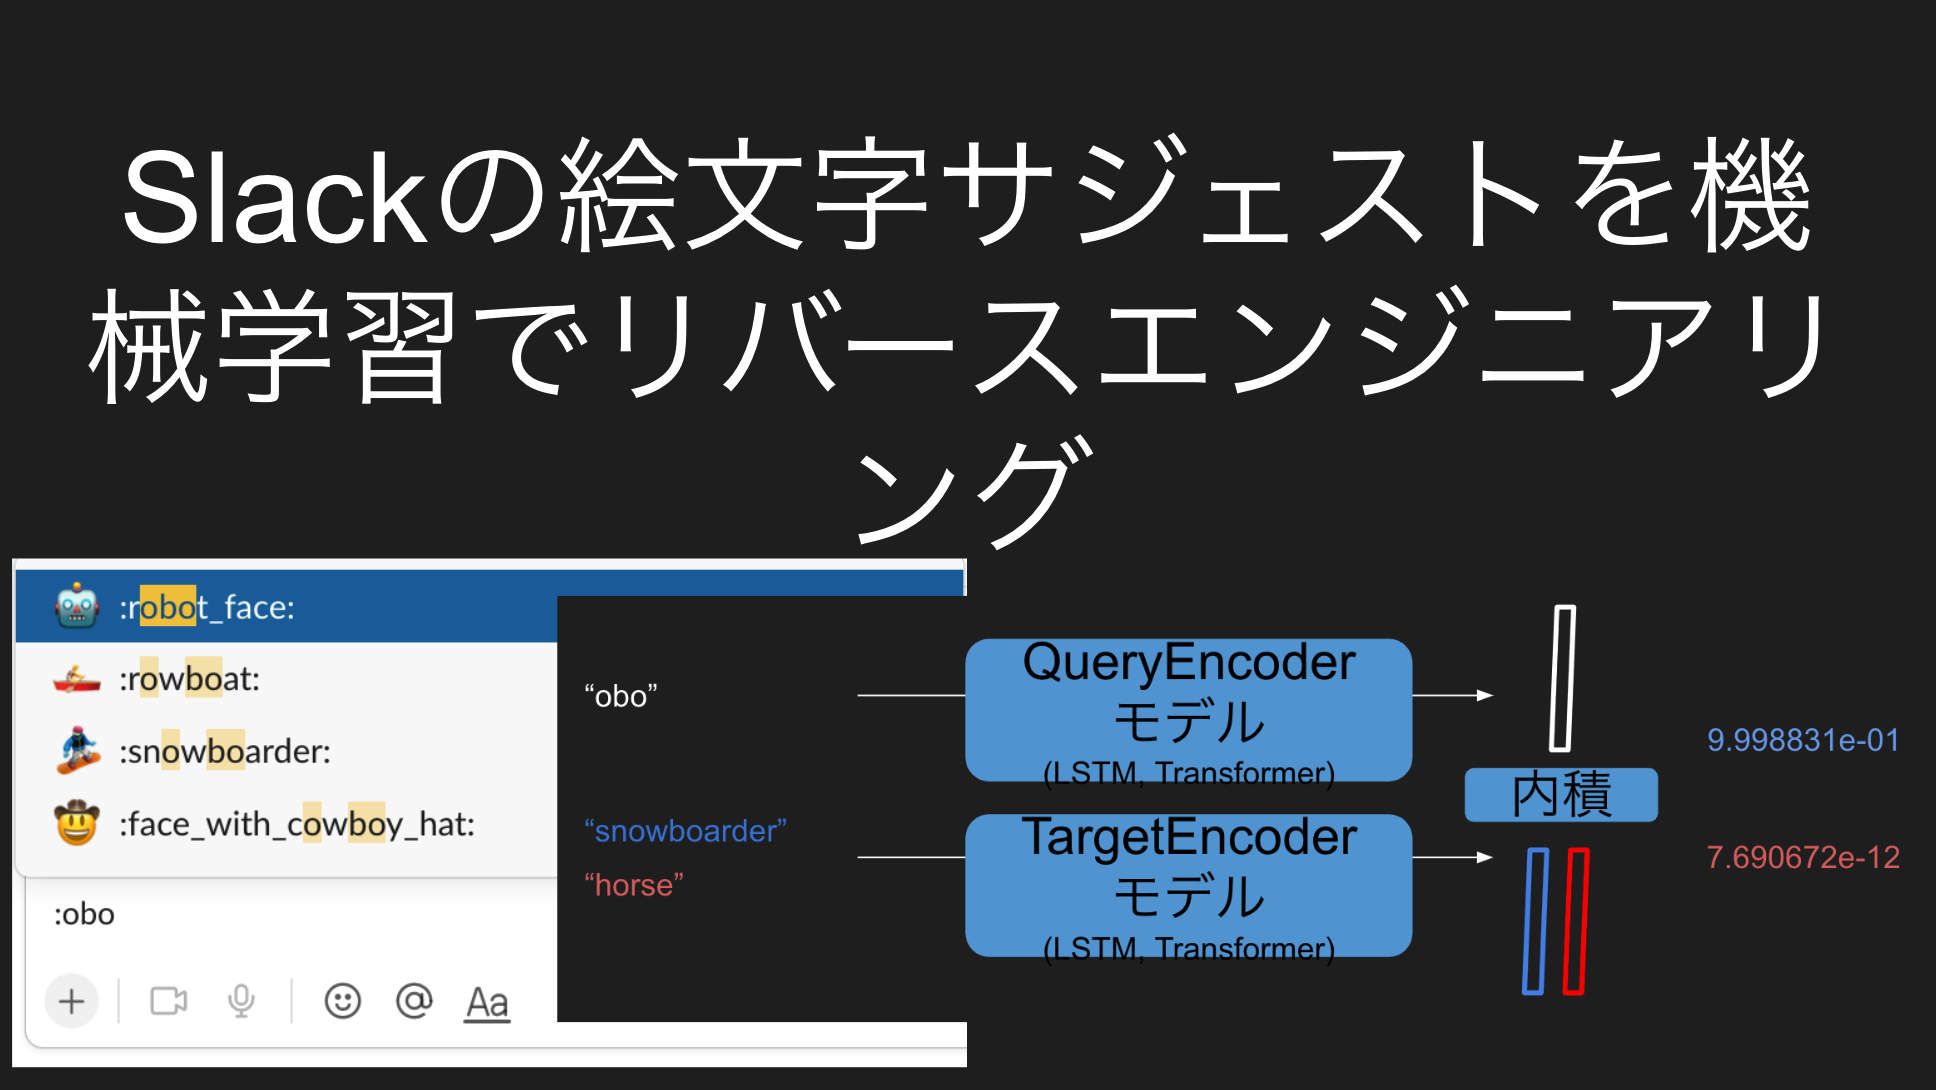 Slackの絵文字サジェストを機
械学習でリバースエンジニアリ
ング
:robot_face:
:rowboat:
:snowboarder:
:face_with_cowboy_hat:
:obo
Aa
“obo”
“snowboarder”
“horse”
QueryEncoder
モデル
(LSTM, Transformer)
TargetEncoder
モデル
(LSTM, Transformer)
内積
9.998831e-01
7.690672e-12